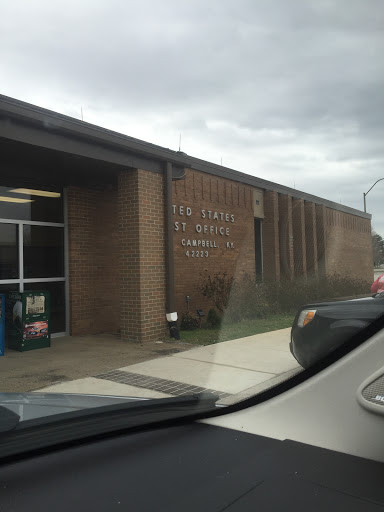 TED STATES
ST OFFICE
CAMPBELL, KY.
42223